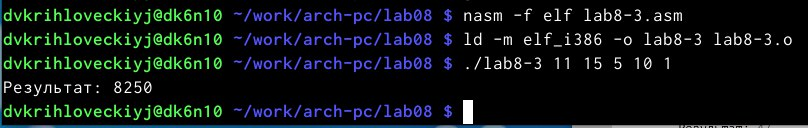 dvkrihloveckiyj@dk6n10 ~/work/arch-pc/lab08 $ nasm -f elf lab8-3.asm
dvkrihloveckiyj@dk6n10 ~/work/arch-pc/lab08 $ ld -m elf_i386 -o lab8-3 lab8-3.o
dvkrihloveckiyj@dk6n10 ~/work/arch-pc/lab08 $ ./lab8-3 11 15 5 10 1
Результат: 8250
dvkrihloveckiyj@dk6n10 ~/work/arch-pc/lab08 $